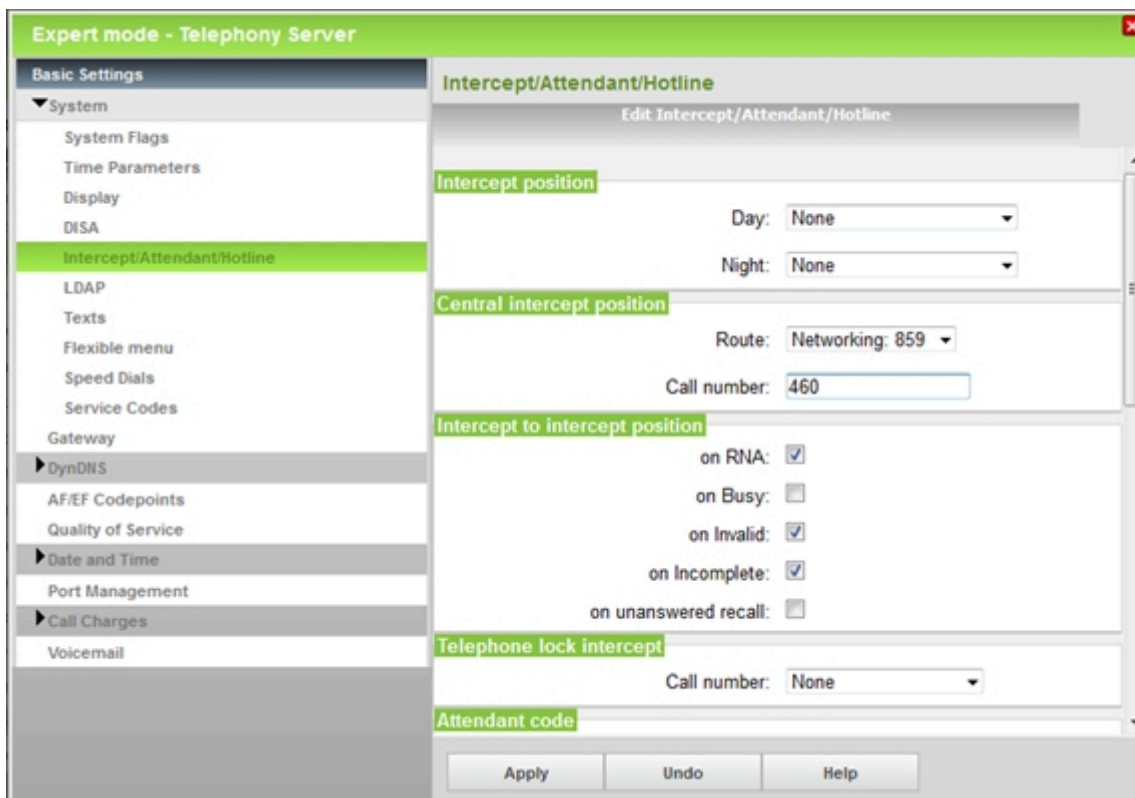 Expert mode - Telephony Server
Basic Settings
System
System Flags
Time Parameters
Display
DISA
Intercept/Attendant/Hotline
LDAP
Texts
Flexible menu
Speed Dials
Service Codes
Gateway
DynDNS
AF/EF Codepoints
Quality of Service
Date and Time
Port Management
Call Charges
Voicemail
Intercept/Attendant/Hotline
Edit Intercept/Attendant/Hotline
Intercept position
Day: None
Night: None
Central intercept position
Route: Networking: 859
Call number: 460
Intercept to intercept position
on RNA:
on Busy:
on Invalid:
on Incomplete:
on unanswered recall:
Telephone lock intercept
Call number: None
Attendant code
Apply Undo Help